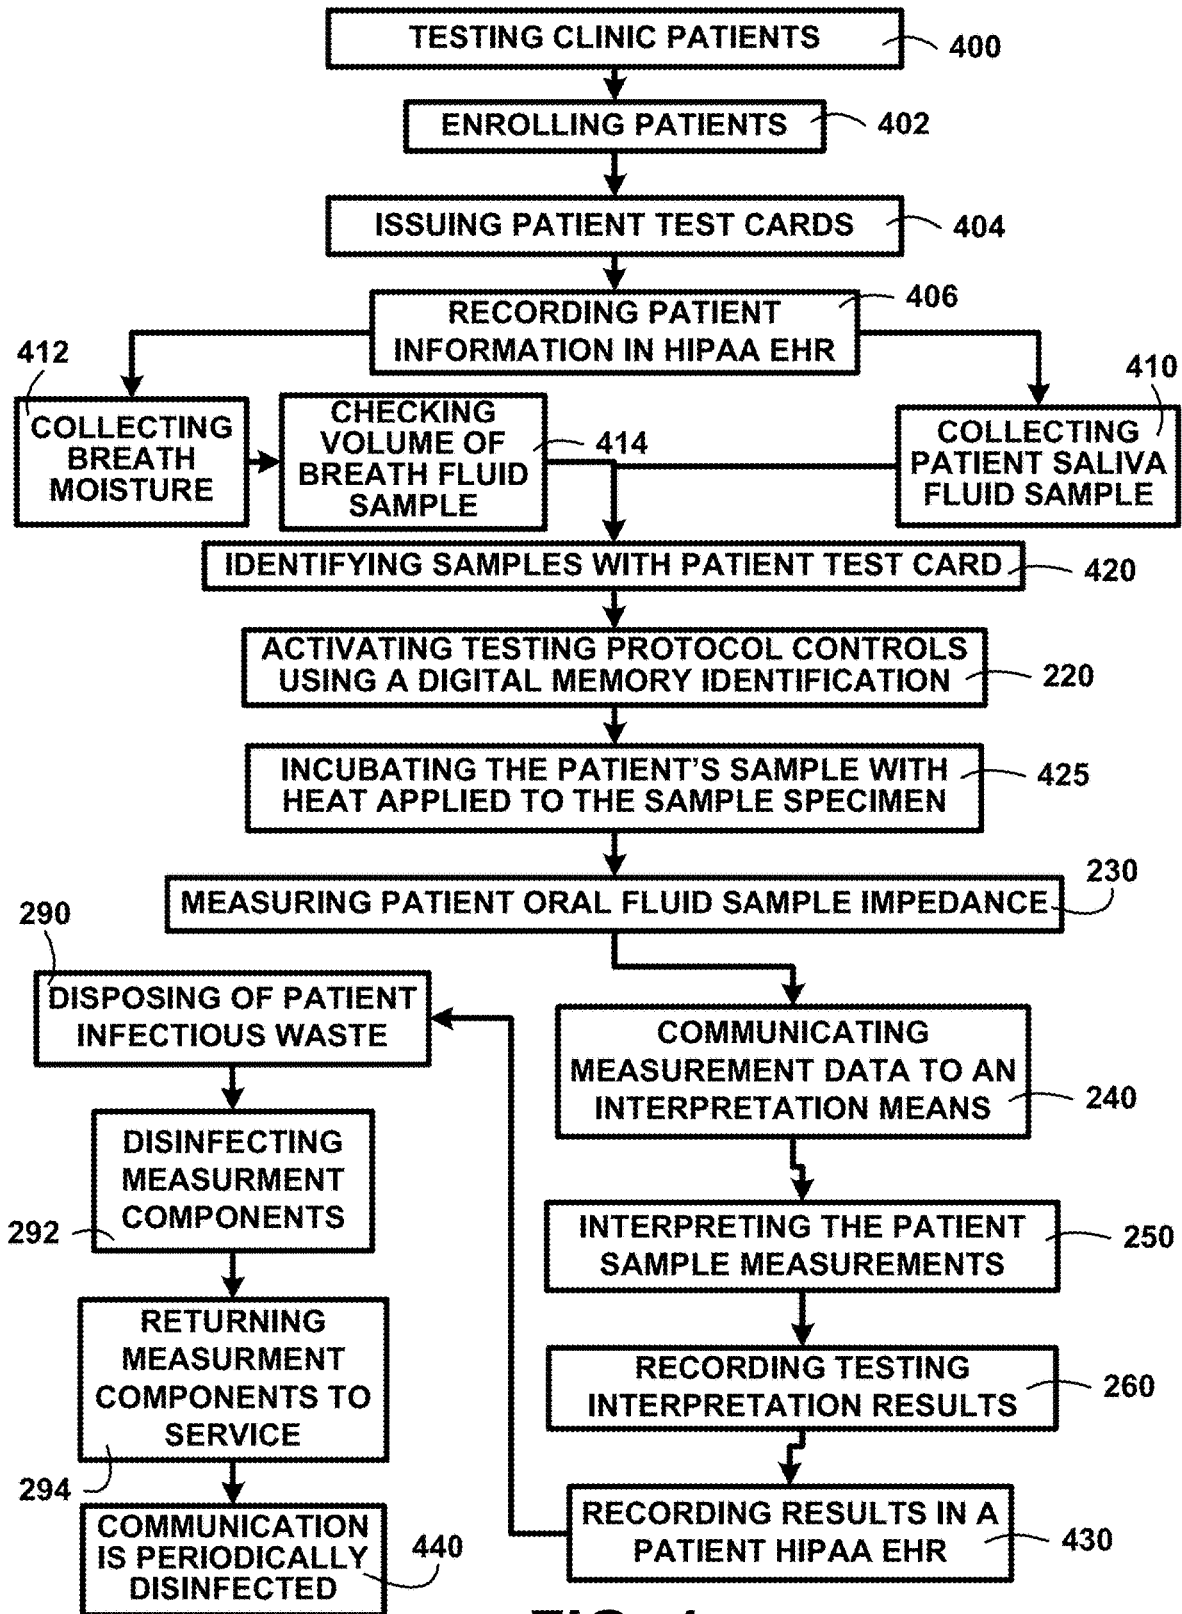 TESTING CLINIC PATIENTS
400
ENROLLING PATIENTS
402
ISSUING PATIENT TEST CARDS
404
RECORDING PATIENT
INFORMATION IN HIPAA EHR
406
412
COLLECTING
BREATH
MOISTURE
CHECKING
VOLUME OF
BREATH FLUID
SAMPLE
414
410
COLLECTING
PATIENT SALIVA
FLUID SAMPLE
IDENTIFYING SAMPLES WITH PATIENT TEST CARD
420
ACTIVATING TESTING PROTOCOL CONTROLS
USING A DIGITAL MEMORY IDENTIFICATION
220
INCUBATING THE PATIENT'S SAMPLE WITH
HEAT APPLIED TO THE SAMPLE SPECIMEN
425
MEASURING PATIENT ORAL FLUID SAMPLE IMPEDANCE
230
COMMUNICATING
MEASUREMENT DATA TO AN
INTERPRETATION MEANS
240
INTERPRETING THE PATIENT
SAMPLE MEASUREMENTS
250
RECORDING TESTING
INTERPRETATION RESULTS
260
RECORDING RESULTS IN A
PATIENT HIPAA EHR
430
290
DISPOSING OF PATIENT
INFECTIOUS WASTE
DISINFECTING
MEASURMENT
COMPONENTS
292
RETURNING
MEASURMENT
COMPONENTS TO
SERVICE
294
COMMUNICATION
IS PERIODICALLY
DISINFECTED
440